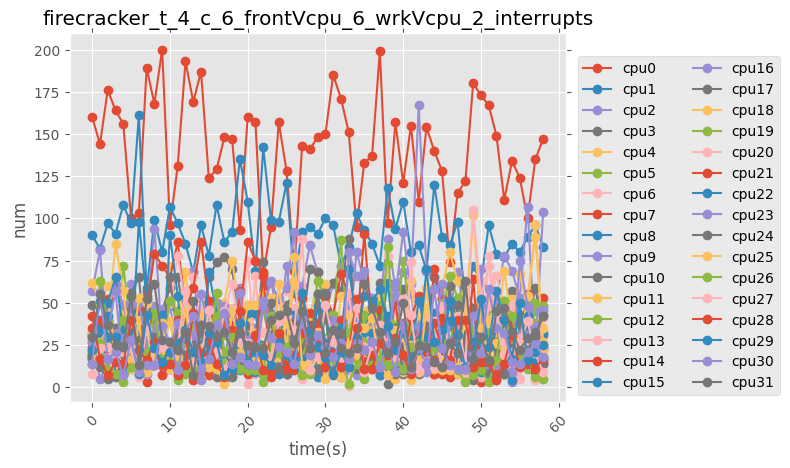 firecracker_t_4_c_6_frontVcpu_6_wrkVcpu_2_interrupts
200
175
150
125
100
75
50
25
0
num
0
10
20
30
40
50
60
time(s)
cpu0
cpu1
cpu2
cpu3
cpu4
cpu5
cpu6
cpu7
cpu8
cpu9
cpu10
cpu11
cpu12
cpu13
cpu14
cpu15
cpu16
cpu17
cpu18
cpu19
cpu20
cpu21
cpu22
cpu23
cpu24
cpu25
cpu26
cpu27
cpu28
cpu29
cpu30
cpu31